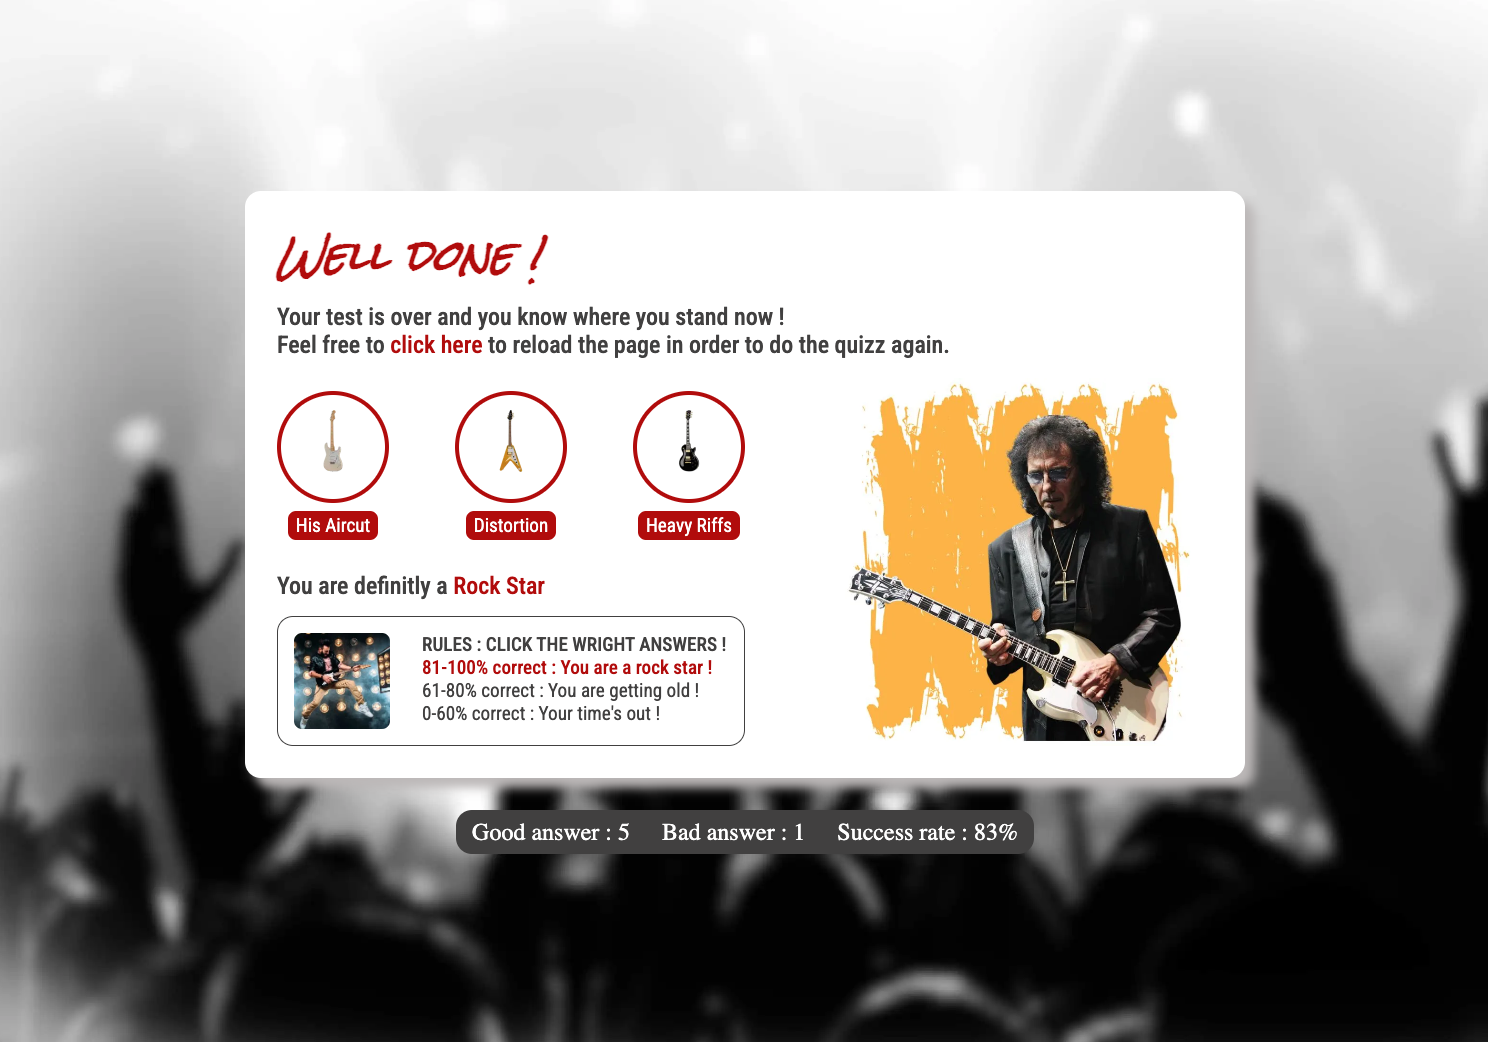 Well done !
Your test is over and you know where you stand now !
Feel free to click here to reload the page in order to do the quizz again.
His Aircut
Distortion
Heavy Riffs
You are definitly a Rock Star
RULES : CLICK THE WRIGHT ANSWERS !
81-100% correct : You are a rock star !
61-80% correct : You are getting old !
0-60% correct : Your time's out !
Good answer : 5 Bad answer : 1 Success rate : 83%